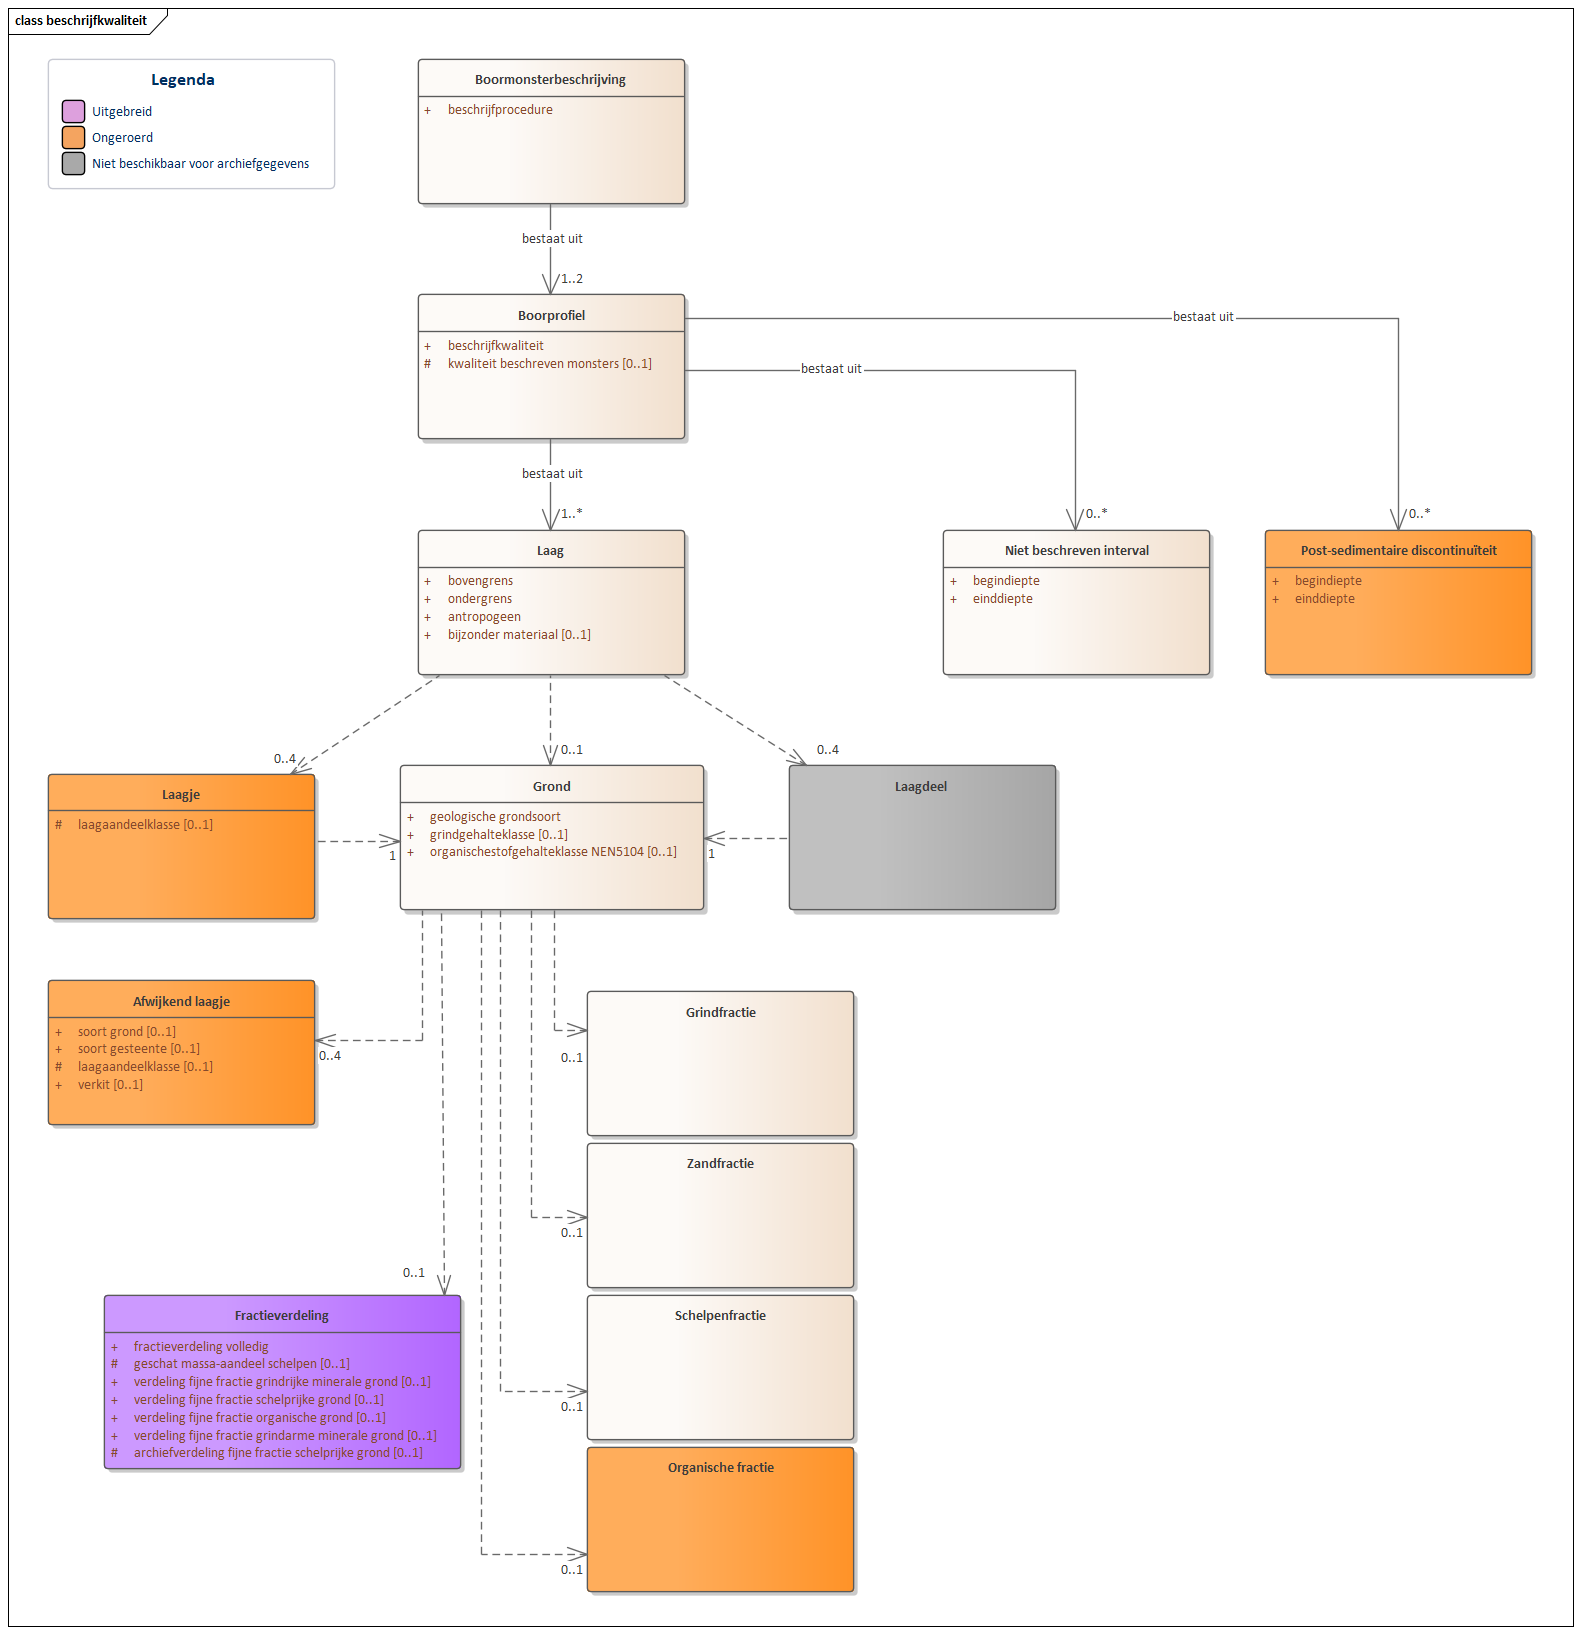 class beschrijfkwaliteit
Legenda
Uitgebreid
Ongeroerd
Niet beschikbaar voor archiefgegevens
Boormonsterbeschrijving
+ beschrijfprocedure
bestaat uit
1..2
Boorprofiel
+ beschrijfkwaliteit
# kwaliteit beschreven monsters [0..1]
bestaat uit
bestaat uit
bestaat uit
1..*
0..*
0..*
Laag
+ bovengrens
+ ondergrens
+ antropogeen
+ bijzonder materiaal [0..1]
Niet beschreven interval
+ begindiepte
+ einddiepte
Post-sedimentaire discontinuïteit
+ begindiepte
+ einddiepte
0..4
0..1
0..4
Laagje
# laagaandeelklasse [0..1]
1
Grond
+ geologische grondsoort
+ grindgehalteklasse [0..1]
+ organischestofgehalteklasse NEN5104 [0..1]
1
Laagdeel
Afwijkend laagje
+ soort grond [0..1]
+ soort gesteente [0..1]
# laagaandeelklasse [0..1]
+ verkit [0..1]
0..4
Grindfractie
0..1
Zandfractie
0..1
0..1
Fractieverdeling
+ fractieverdeling volledig
# geschat massa-aandeel schelpen [0..1]
+ verdeling fijne fractie grindrijke minerale grond [0..1]
+ verdeling fijne fractie schelprijke grond [0..1]
+ verdeling fijne fractie organische grond [0..1]
+ verdeling fijne fractie grindarme minerale grond [0..1]
# archiefverdeling fijne fractie schelprijke grond [0..1]
Schelpenfractie
0..1
Organische fractie
0..1